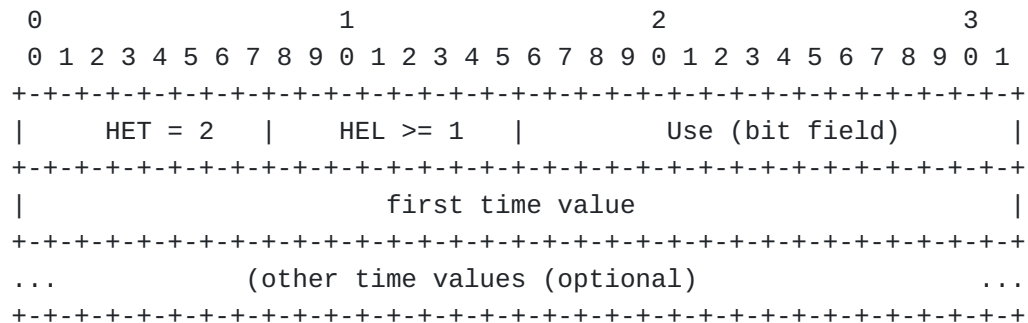 0                   1                   2                   3
 0 1 2 3 4 5 6 7 8 9 0 1 2 3 4 5 6 7 8 9 0 1 2 3 4 5 6 7 8 9 0 1
+-+-+-+-+-+-+-+-+-+-+-+-+-+-+-+-+-+-+-+-+-+-+-+-+-+-+-+-+-+-+-+-+
|     HET = 2   |    HEL >= 1   |         Use (bit field)       |
+-+-+-+-+-+-+-+-+-+-+-+-+-+-+-+-+-+-+-+-+-+-+-+-+-+-+-+-+-+-+-+-+
|                       first time value                        |
+-+-+-+-+-+-+-+-+-+-+-+-+-+-+-+-+-+-+-+-+-+-+-+-+-+-+-+-+-+-+-+-+
...            (other time values (optional)                  ...
+-+-+-+-+-+-+-+-+-+-+-+-+-+-+-+-+-+-+-+-+-+-+-+-+-+-+-+-+-+-+-+-+